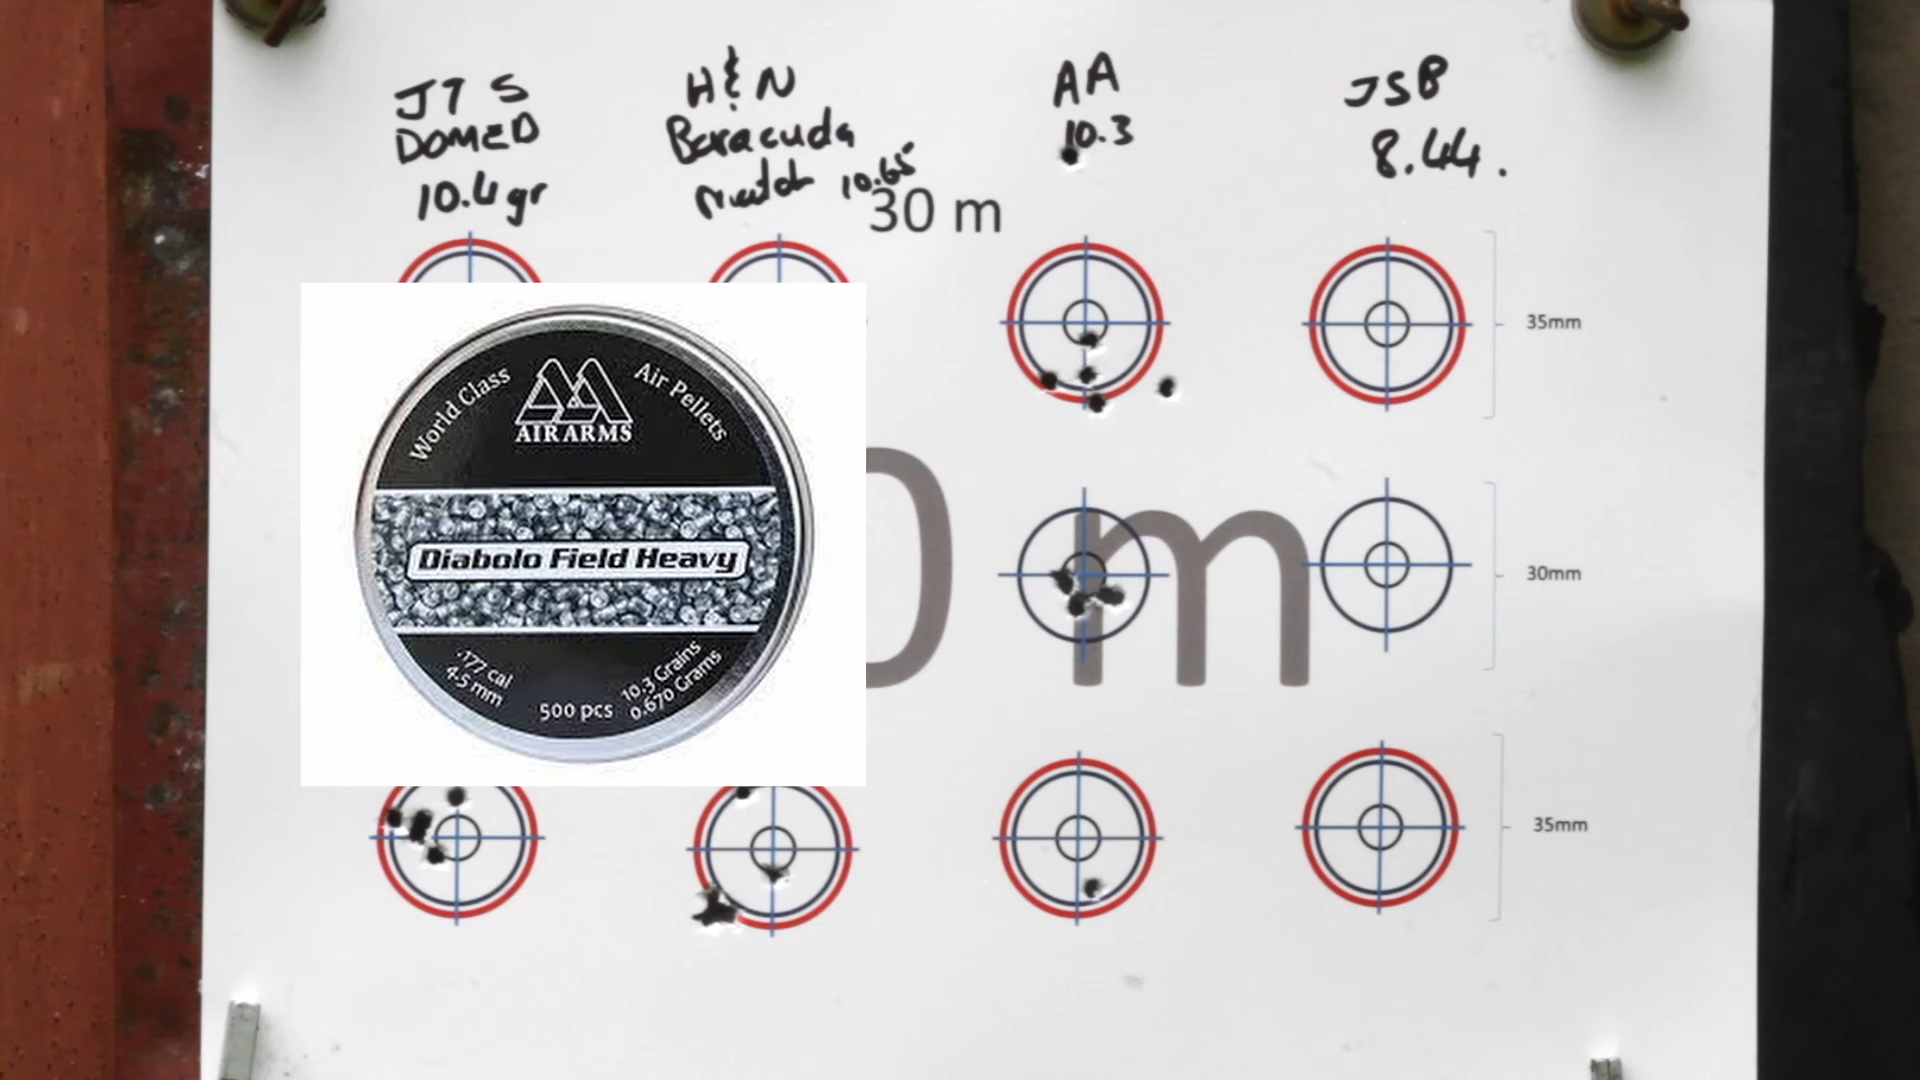 JTS
DOMED
10.4gr
H&N
Baracuda
Match 10.65
AA
10.3
JSB
8.44.
30 m
35mm
0 m
30mm
35mm
World Class
Air Pellets
AIR ARMS
Diabolo Field Heavy
.177 cal
4.5 mm
500 pcs
10.3 Grains
0.670 Grams